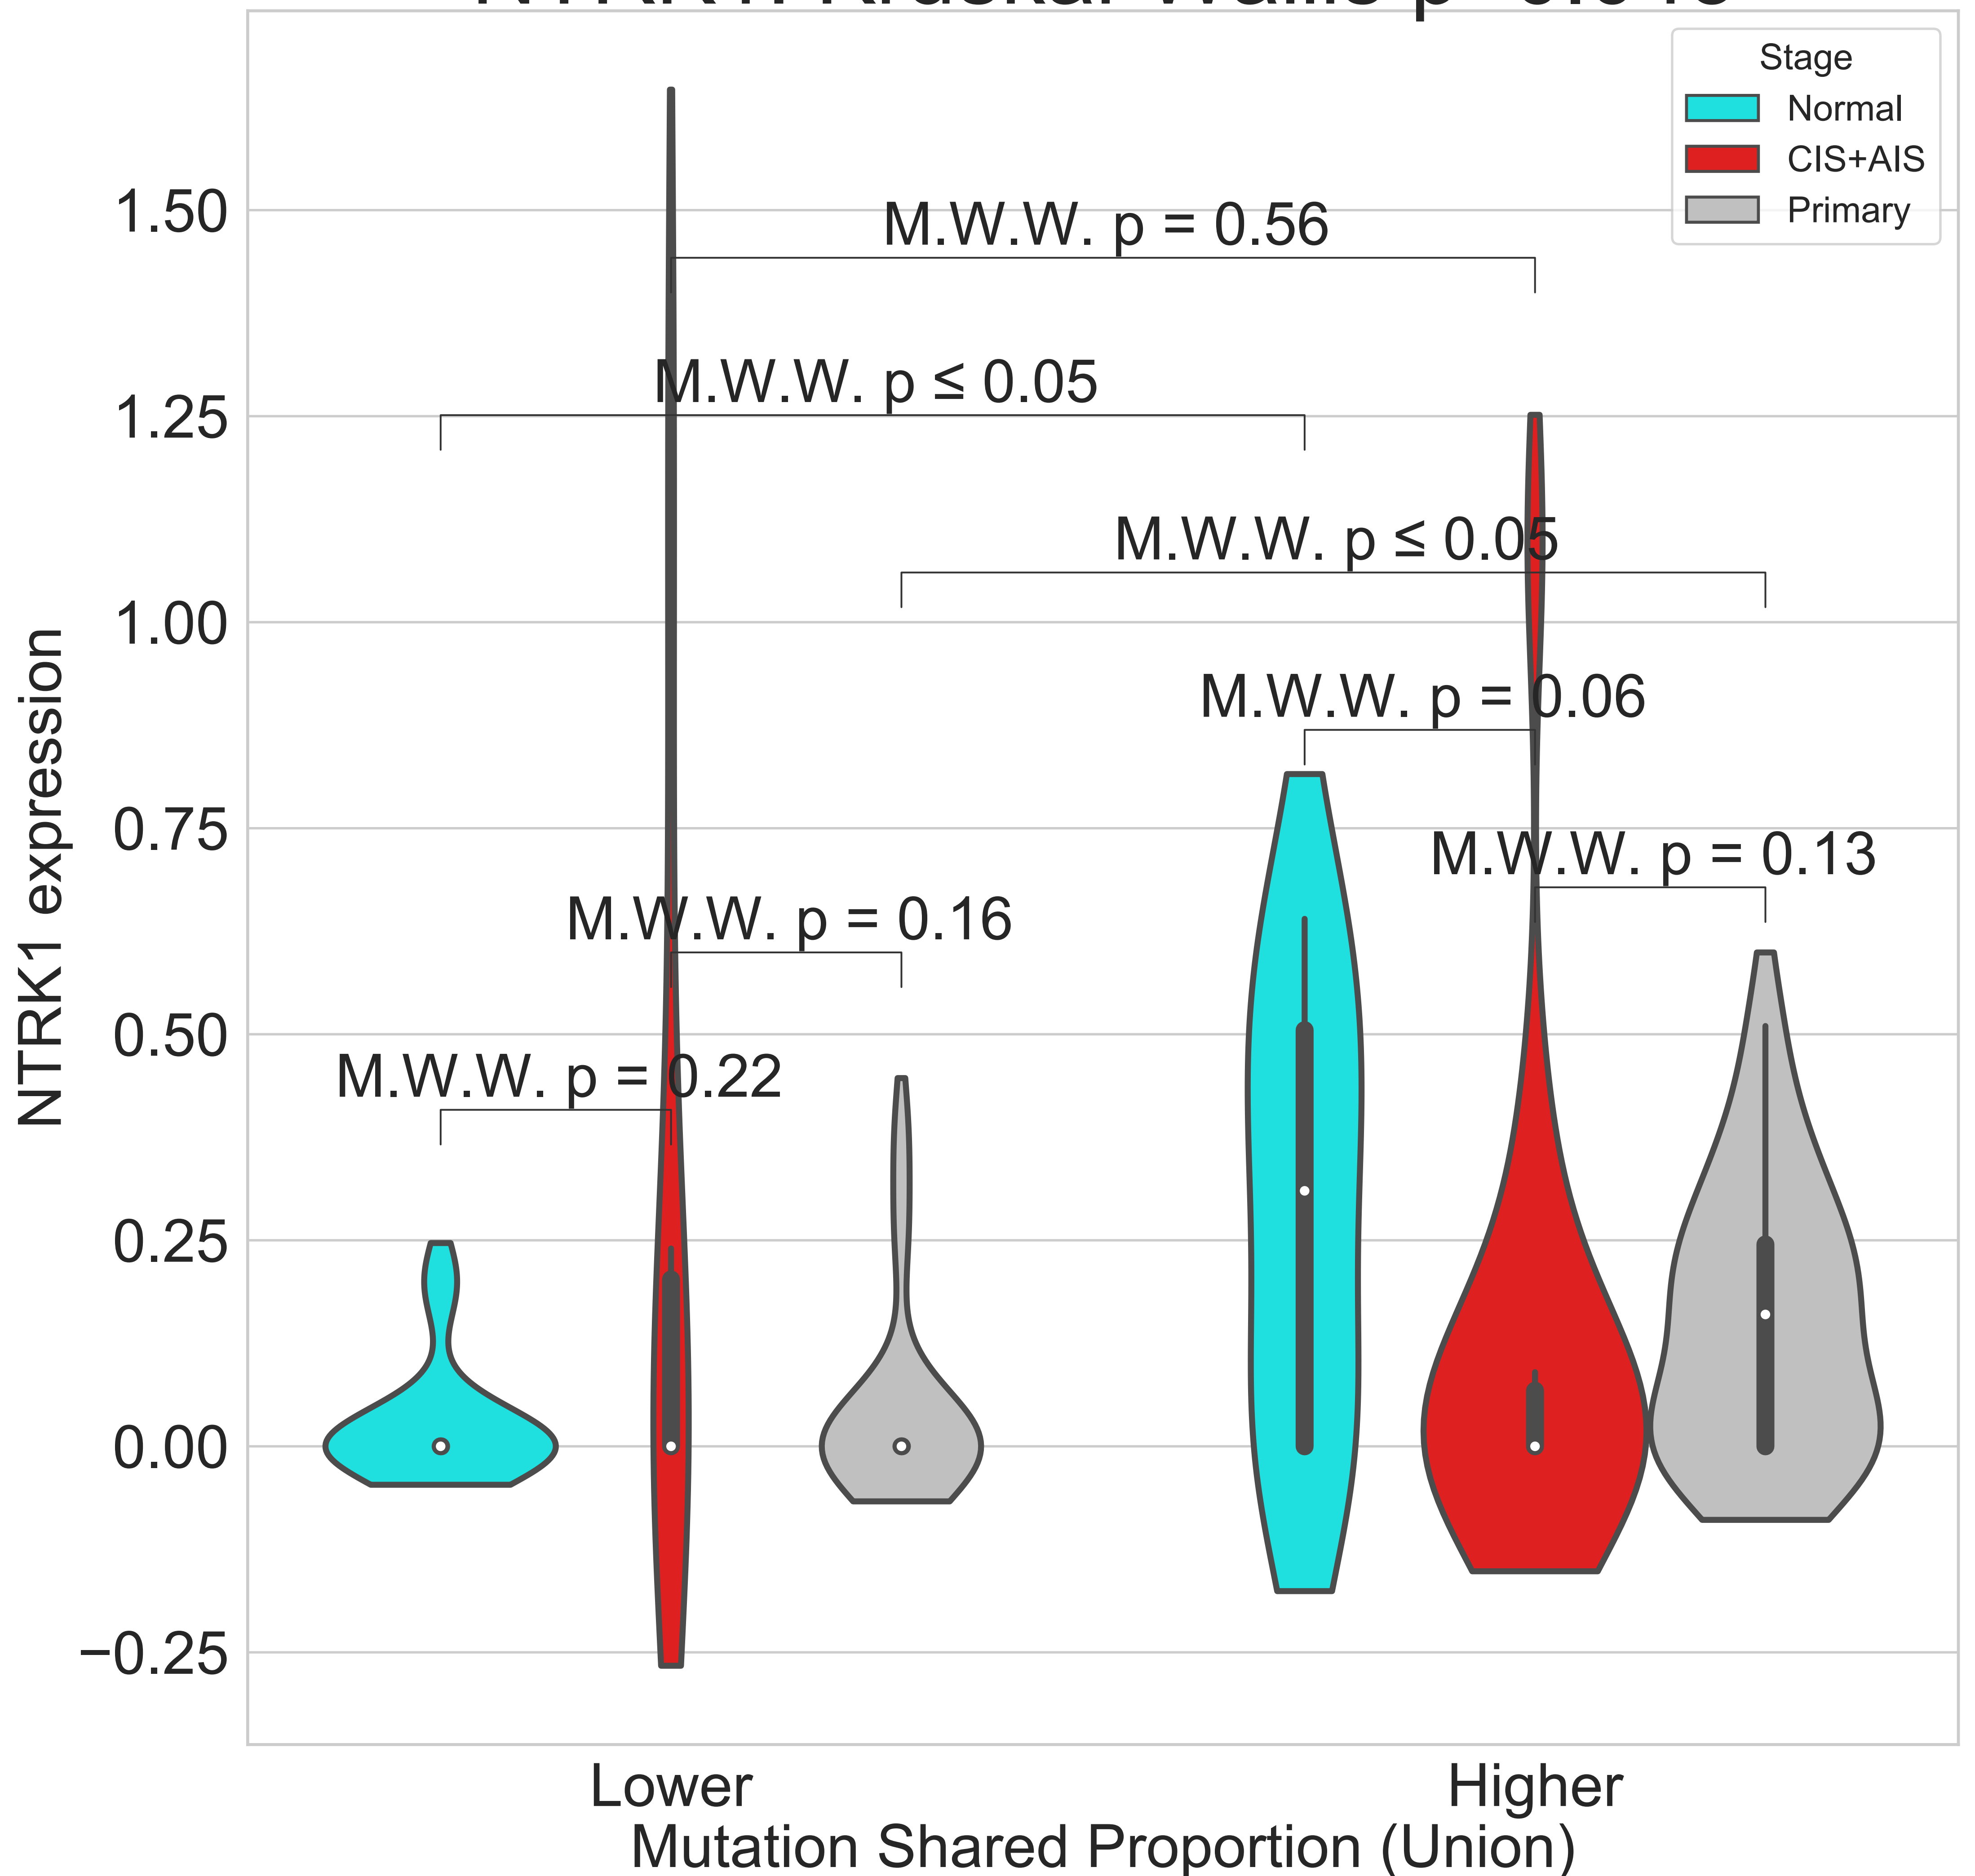 Stage
Normal
CIS+AIS
Primary
M.W.W. p = 0.56
M.W.W. p ≤ 0.05
M.W.W. p ≤ 0.05
M.W.W. p = 0.06
M.W.W. p = 0.13
M.W.W. p = 0.16
M.W.W. p = 0.22
1.50
1.25
1.00
0.75
0.50
0.25
0.00
−0.25
NTRK1 expression
Lower
Higher
Mutation Shared Proportion (Union)